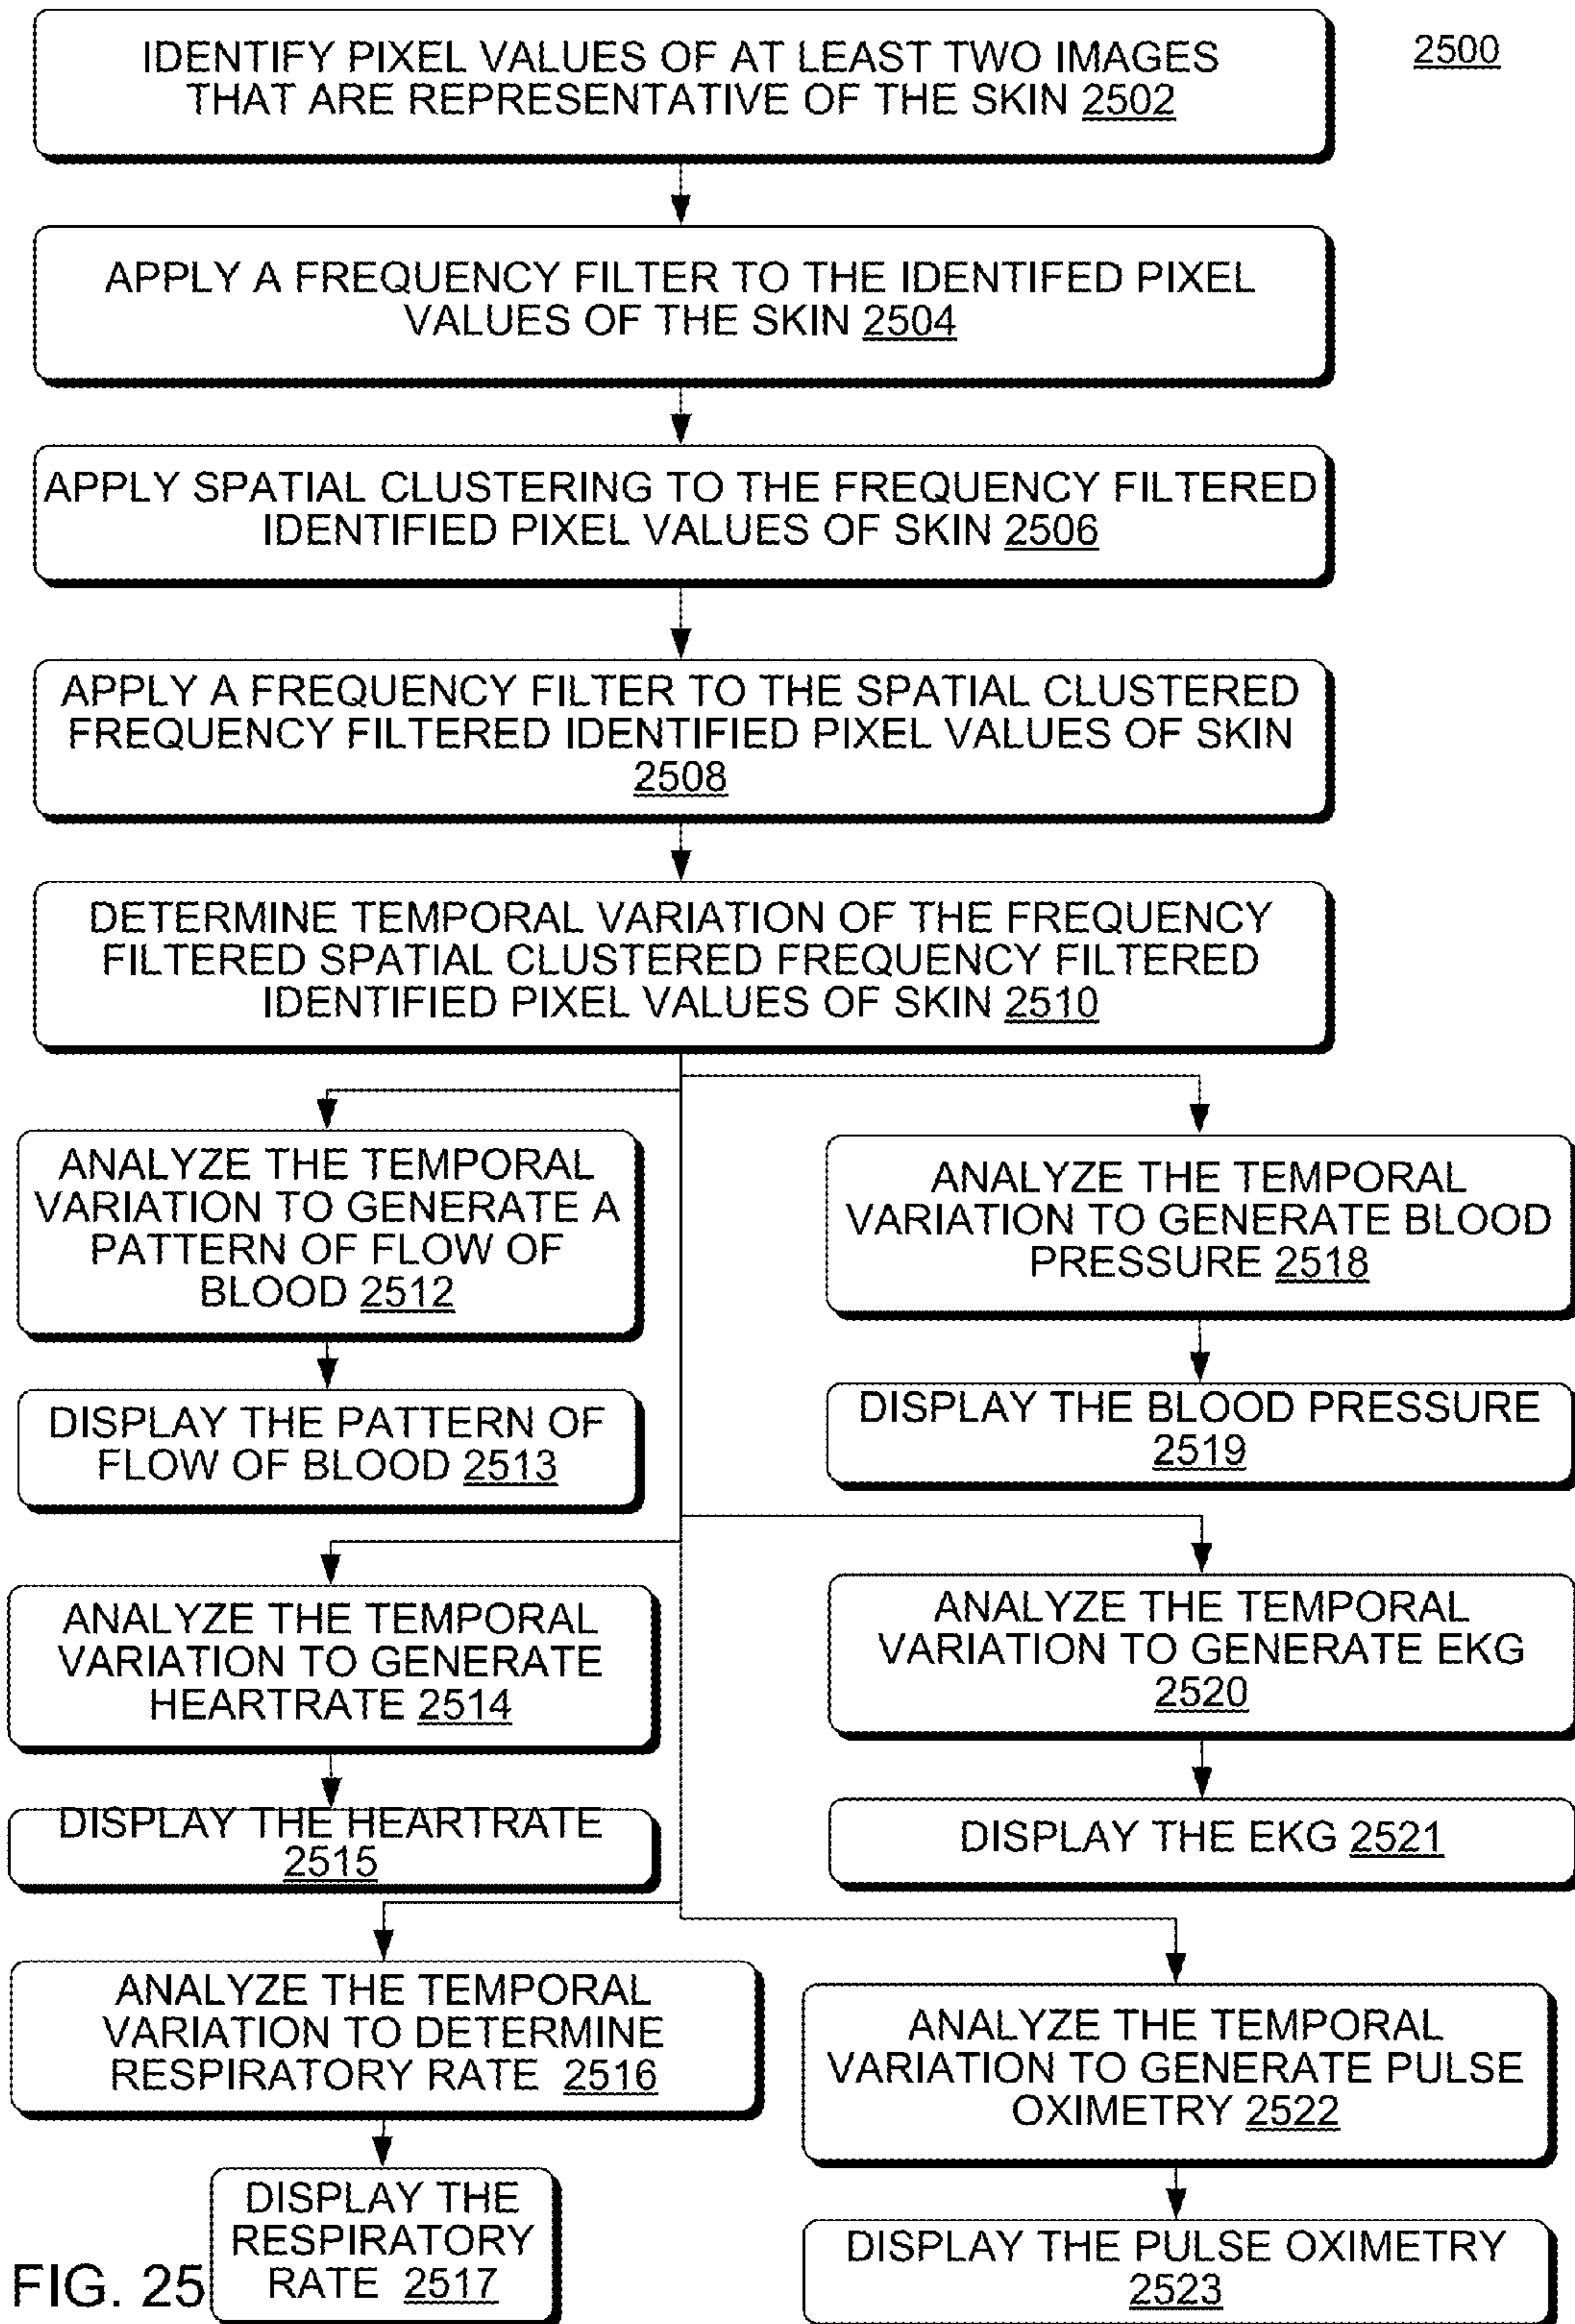 IDENTIFY PIXEL VALUES OF AT LEAST TWO IMAGES
THAT ARE REPRESENTATIVE OF THE SKIN 2502
2500
APPLY A FREQUENCY FILTER TO THE IDENTIFED PIXEL
VALUES OF THE SKIN 2504
APPLY SPATIAL CLUSTERING TO THE FREQUENCY FILTERED
IDENTIFIED PIXEL VALUES OF SKIN 2506
APPLY A FREQUENCY FILTER TO THE SPATIAL CLUSTERED
FREQUENCY FILTERED IDENTIFIED PIXEL VALUES OF SKIN
2508
DETERMINE TEMPORAL VARIATION OF THE FREQUENCY
FILTERED SPATIAL CLUSTERED FREQUENCY FILTERED
IDENTIFIED PIXEL VALUES OF SKIN 2510
ANALYZE THE TEMPORAL
VARIATION TO GENERATE A
PATTERN OF FLOW OF
BLOOD 2512
ANALYZE THE TEMPORAL
VARIATION TO GENERATE BLOOD
PRESSURE 2518
DISPLAY THE PATTERN OF
FLOW OF BLOOD 2513
DISPLAY THE BLOOD PRESSURE
2519
ANALYZE THE TEMPORAL
VARIATION TO GENERATE
HEARTRATE 2514
ANALYZE THE TEMPORAL
VARIATION TO GENERATE EKG
2520
DISPLAY THE HEARTRATE
2515
DISPLAY THE EKG 2521
ANALYZE THE TEMPORAL
VARIATION TO DETERMINE
RESPIRATORY RATE 2516
ANALYZE THE TEMPORAL
VARIATION TO GENERATE PULSE
OXIMETRY 2522
DISPLAY THE
RESPIRATORY
RATE 2517
DISPLAY THE PULSE OXIMETRY
2523
FIG. 25